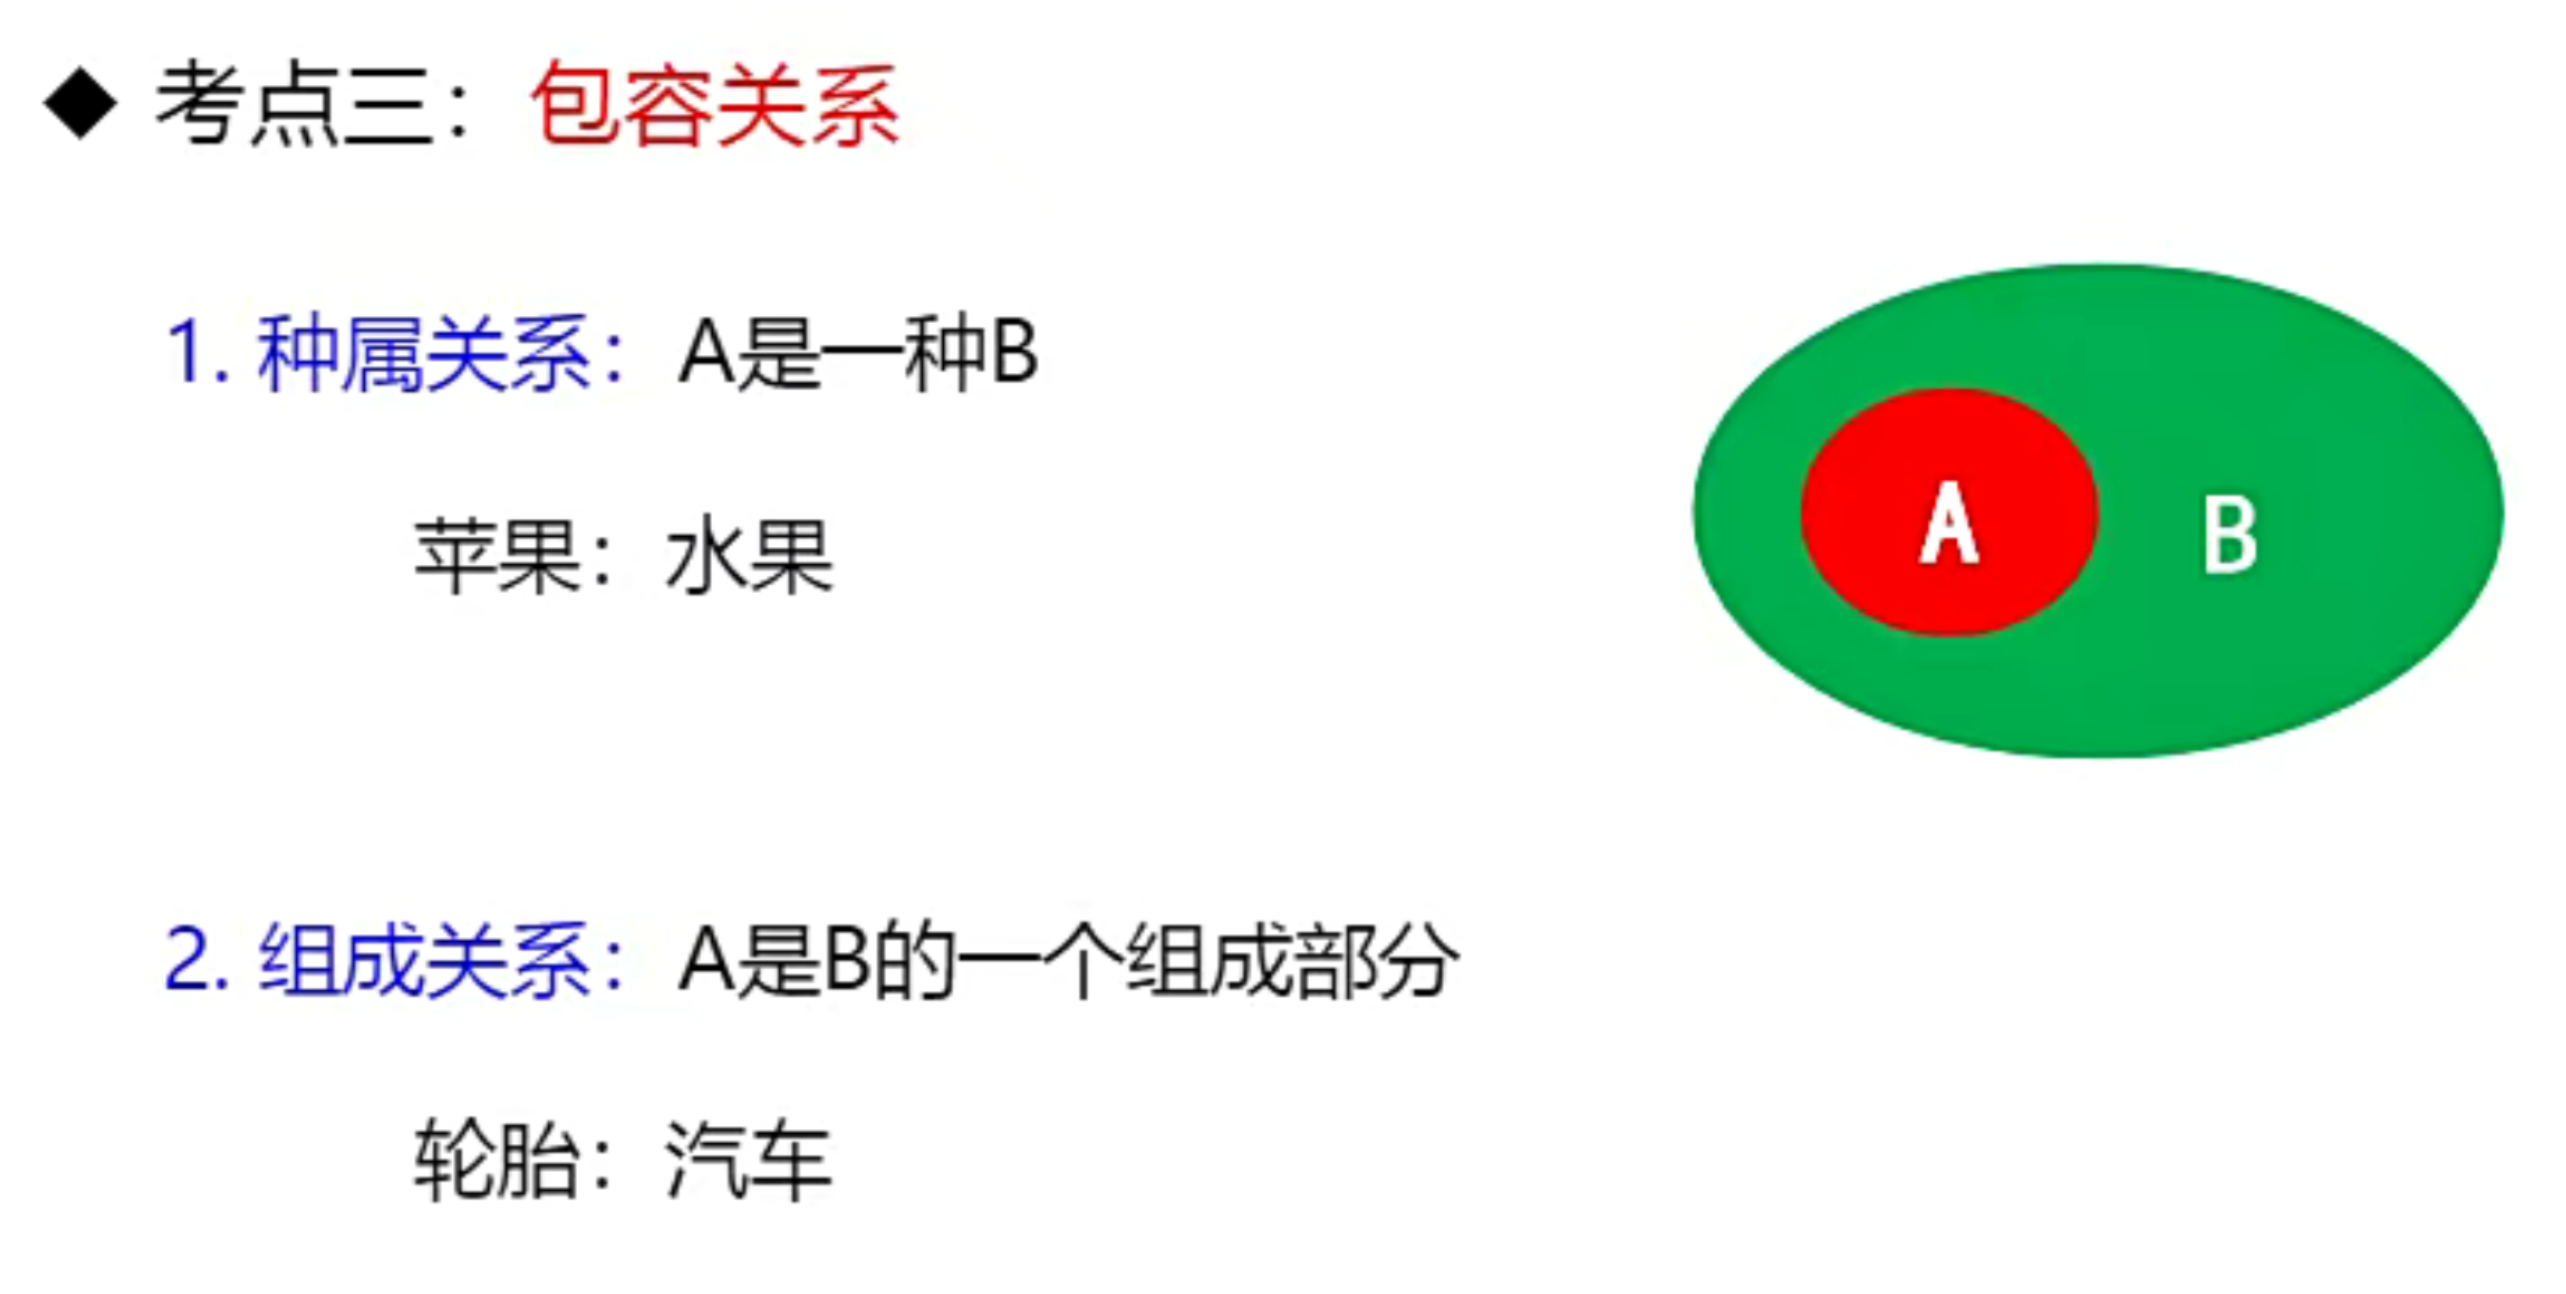 ◆ 考点三：包容关系
1. 种属关系：A是一种B
苹果：水果
A B
2. 组成关系：A是B的一个组成部分
轮胎：汽车